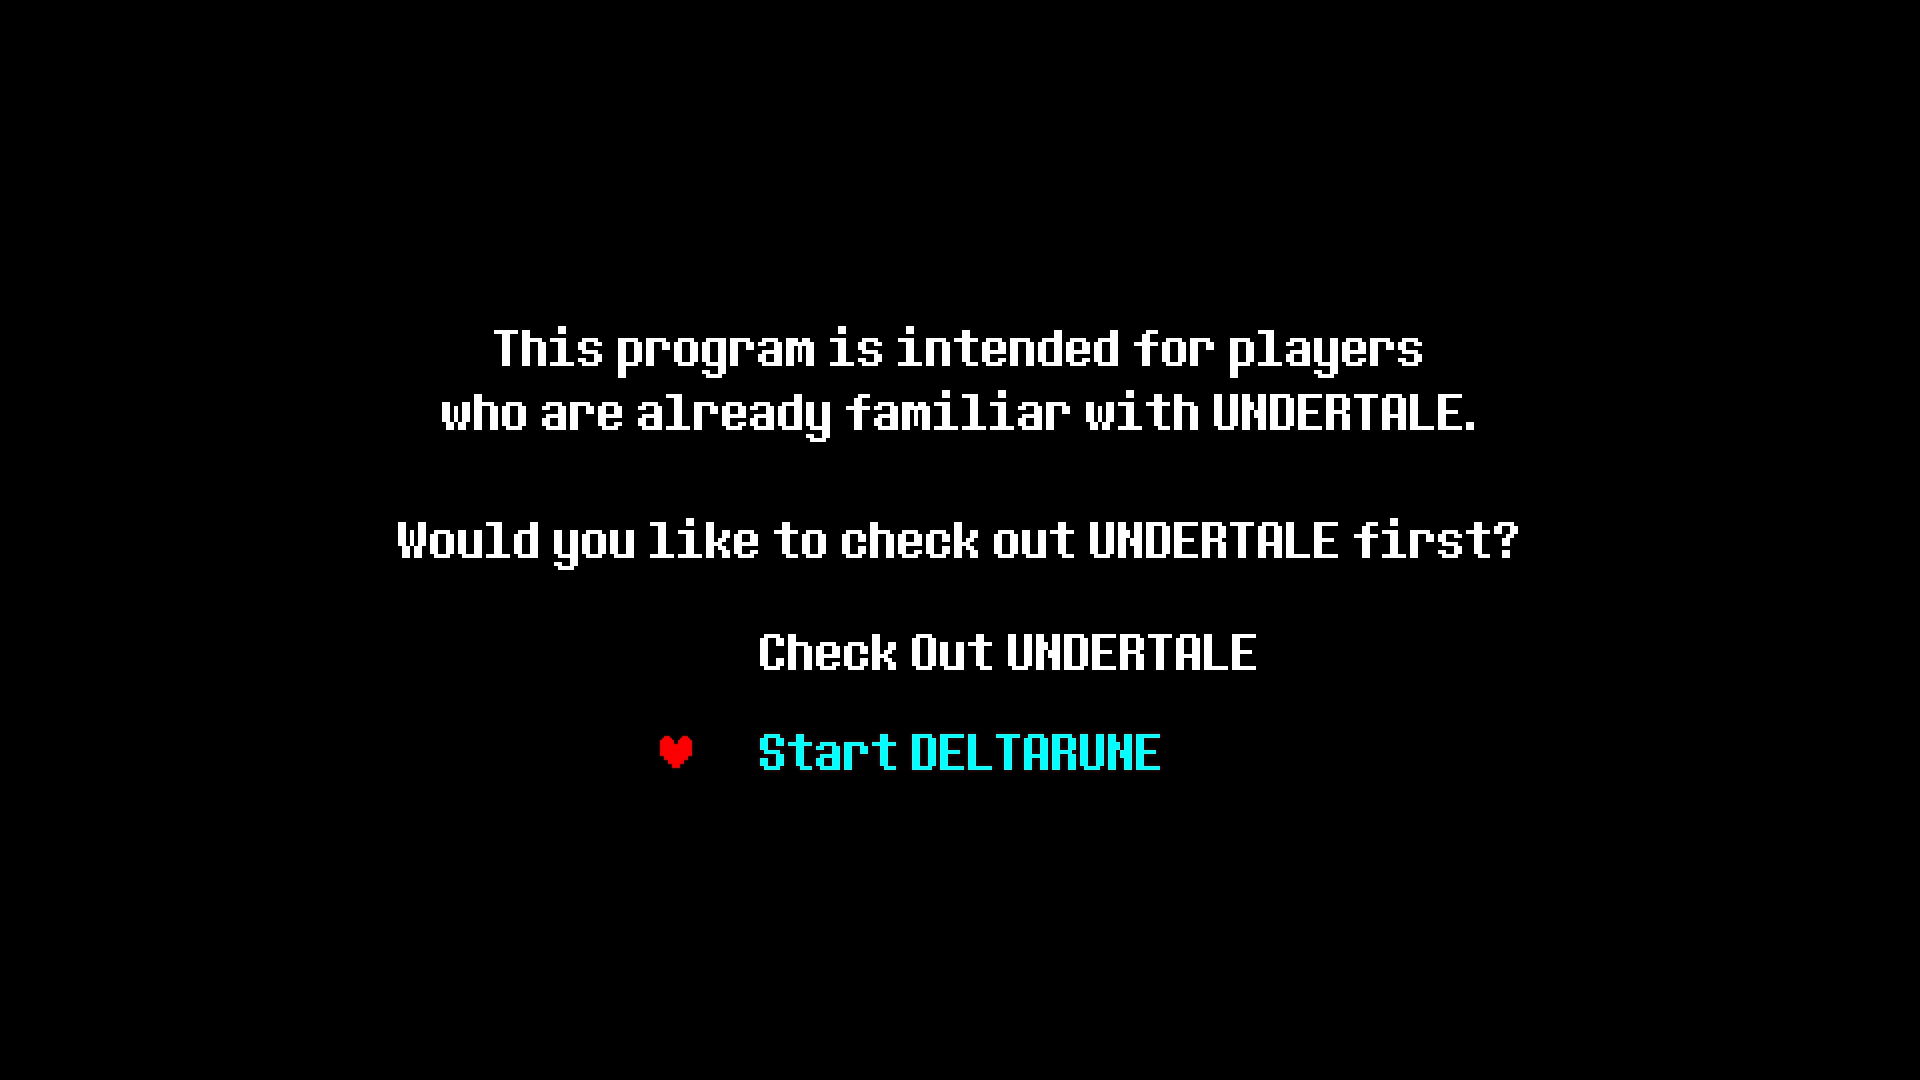 This program is intended for players
who are already familiar with UNDERTALE.
Would you like to check out UNDERTALE first?
Check Out UNDERTALE
Start DELTARUNE